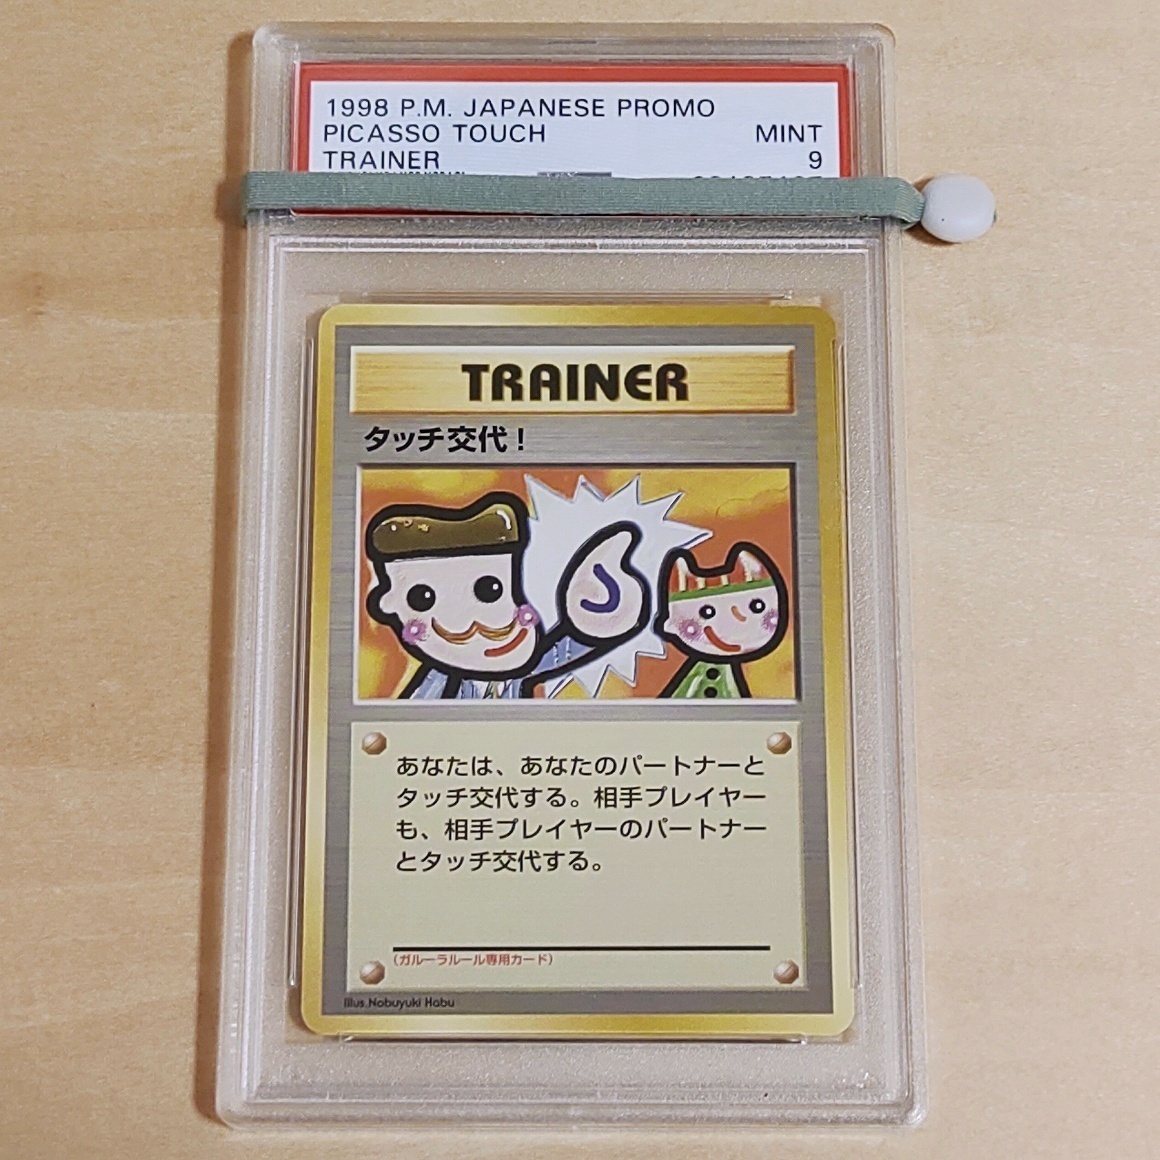 1998 P.M. JAPANESE PROMO
PICASSO TOUCH MINT
TRAINER 9
TRAINER
タッチ交代!
あなたは、あなたのパートナーと
タッチ交代する。相手プレイヤー
も、相手プレイヤーのパートナー
とタッチ交代する。
(ガルーラルール専用カード)
Illus. Nobuyuki Habu